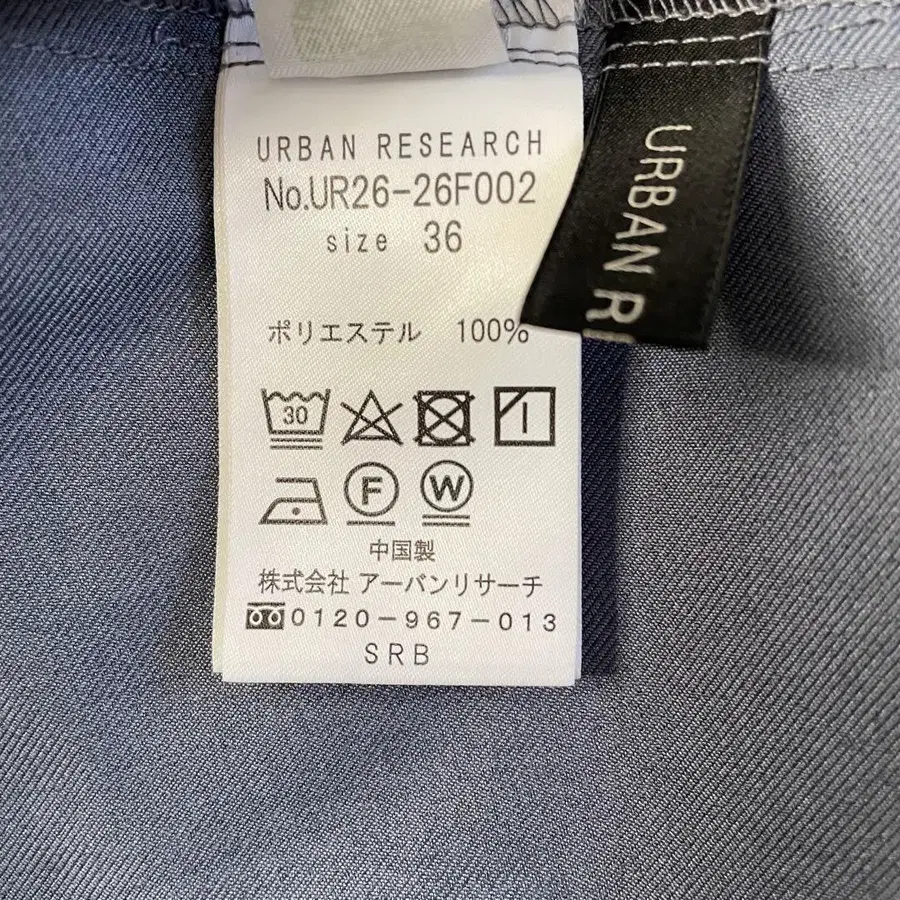 URBAN RESEARCH
No.UR26-26F002
size 36
ポリエステル 100%
30
F W
中国製
株式会社 アーバンリサーチ
0120-967-013
SRB
URBAN R